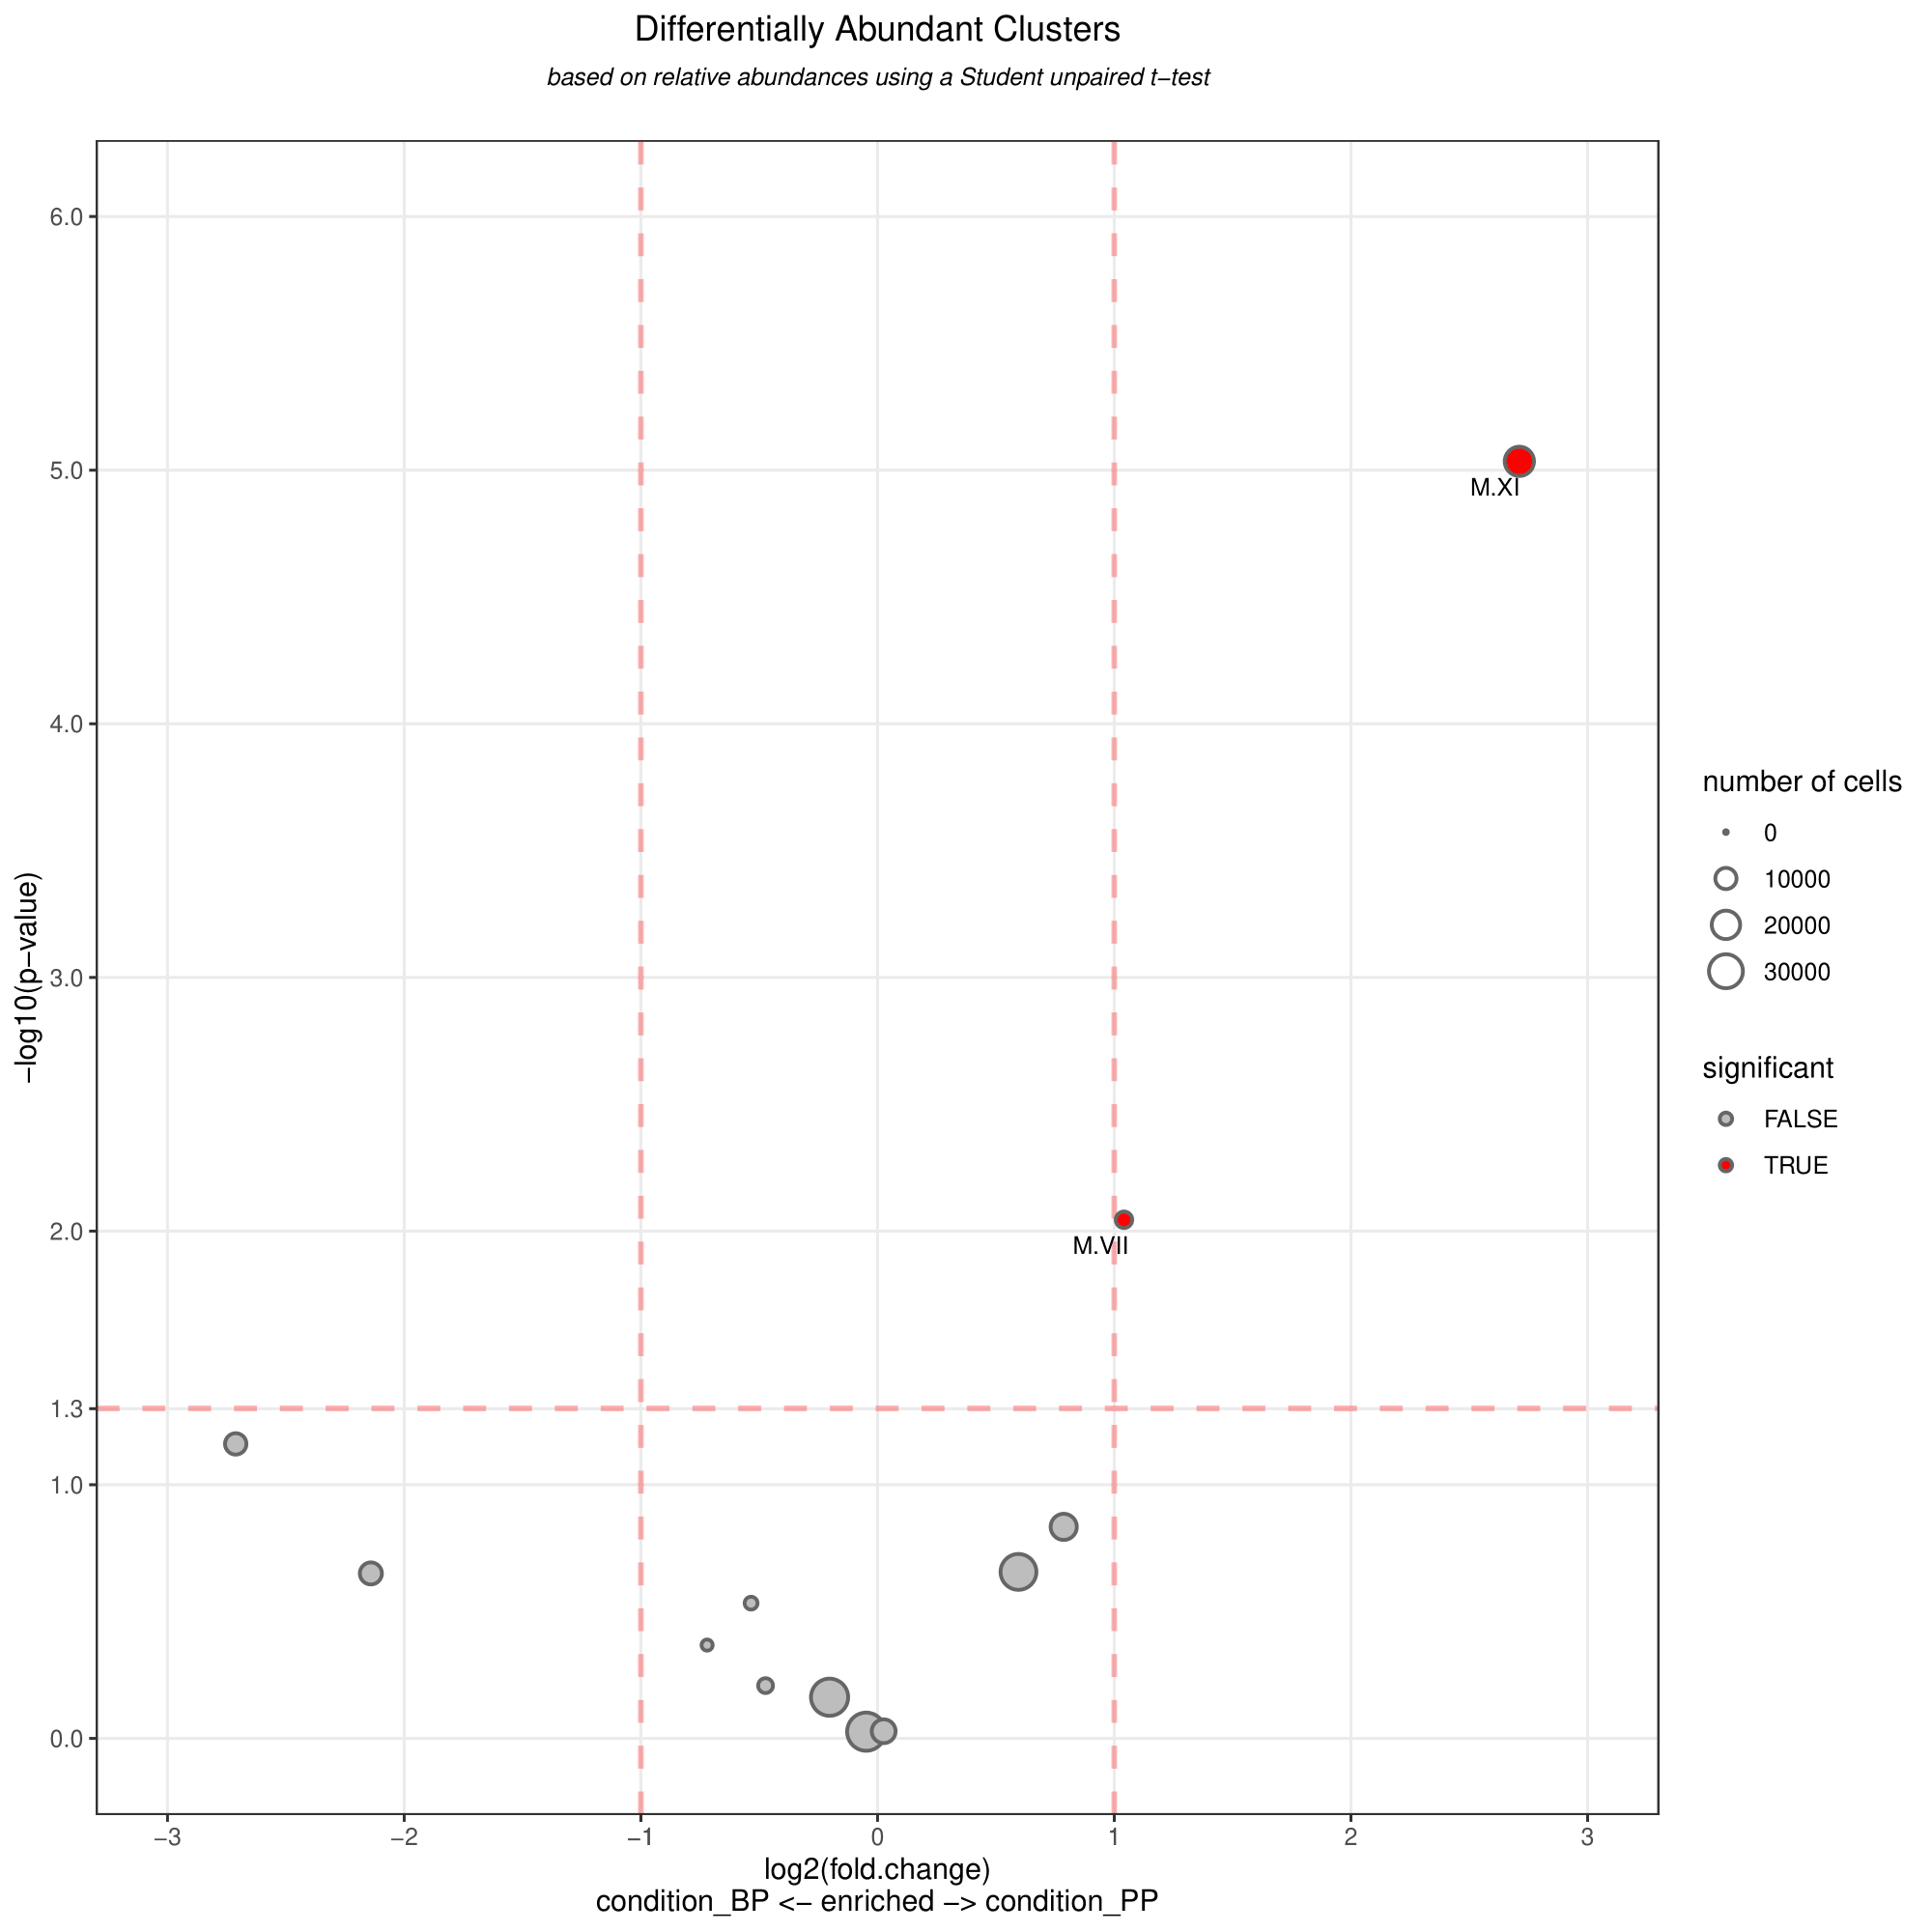 Differentially Abundant Clusters
based on relative abundances using a Student unpaired t−test
6.0
5.0
4.0
3.0
2.0
1.3
1.0
0.0
−log10(p−value)
M.XI
M.VII
−3
−2
−1
0
1
2
3
log2(fold.change)
condition_BP <− enriched −> condition_PP
number of cells
0
10000
20000
30000
significant
FALSE
TRUE